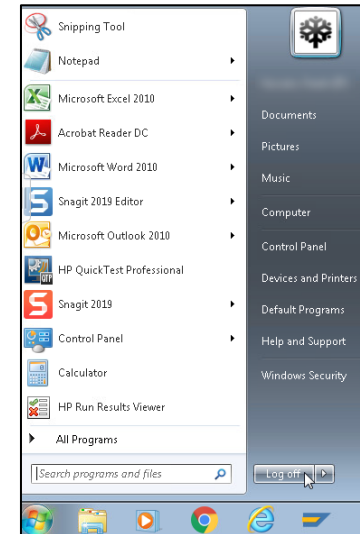 Snipping Tool
Notepad
Microsoft Excel 2010
Acrobat Reader DC
Microsoft Word 2010
Snagit 2019 Editor
Microsoft Outlook 2010
QTP
HP QuickTest Professional
Snagit 2019
Control Panel
Calculator
HP Run Results Viewer
All Programs
Search programs and files
Documents
Pictures
Music
Computer
Control Panel
Devices and Printers
Default Programs
Help and Support
Windows Security
Log off